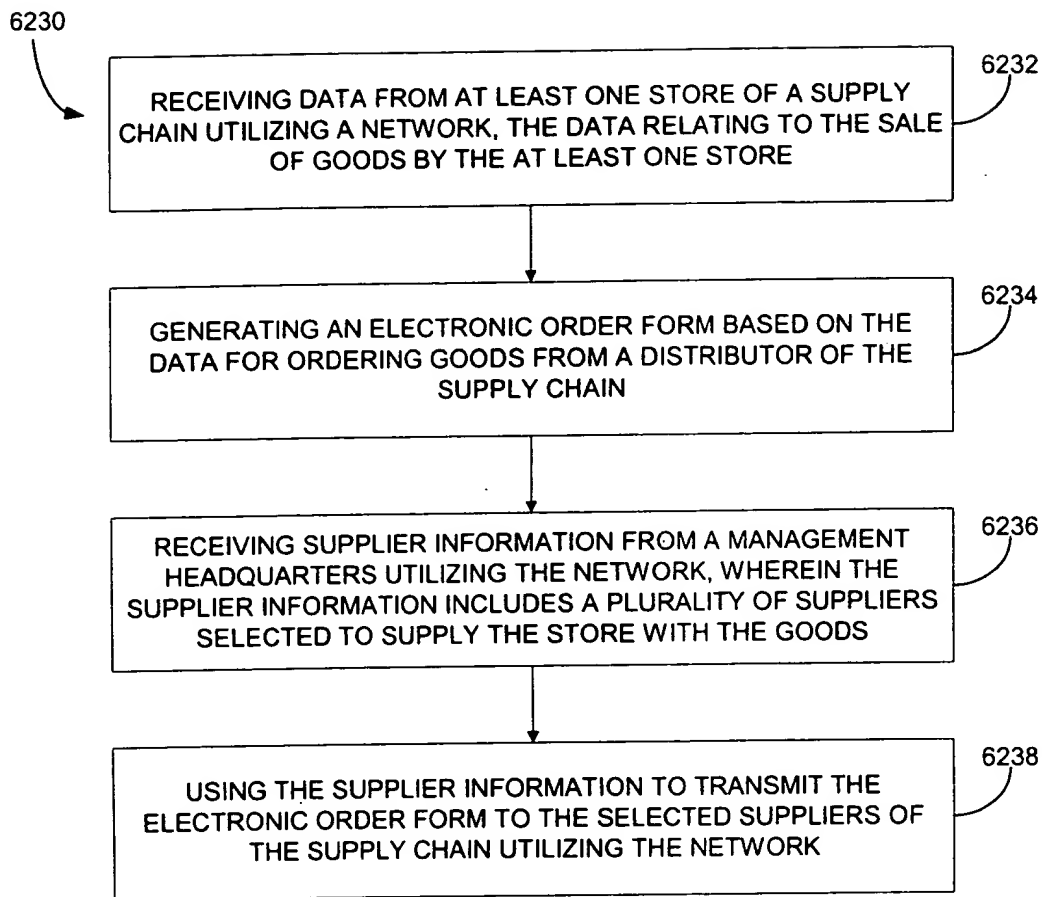 6230
6232
RECEIVING DATA FROM AT LEAST ONE STORE OF A SUPPLY
CHAIN UTILIZING A NETWORK, THE DATA RELATING TO THE SALE
OF GOODS BY THE AT LEAST ONE STORE
6234
GENERATING AN ELECTRONIC ORDER FORM BASED ON THE
DATA FOR ORDERING GOODS FROM A DISTRIBUTOR OF THE
SUPPLY CHAIN
6236
RECEIVING SUPPLIER INFORMATION FROM A MANAGEMENT
HEADQUARTERS UTILIZING THE NETWORK, WHEREIN THE
SUPPLIER INFORMATION INCLUDES A PLURALITY OF SUPPLIERS
SELECTED TO SUPPLY THE STORE WITH THE GOODS
6238
USING THE SUPPLIER INFORMATION TO TRANSMIT THE
ELECTRONIC ORDER FORM TO THE SELECTED SUPPLIERS OF
THE SUPPLY CHAIN UTILIZING THE NETWORK